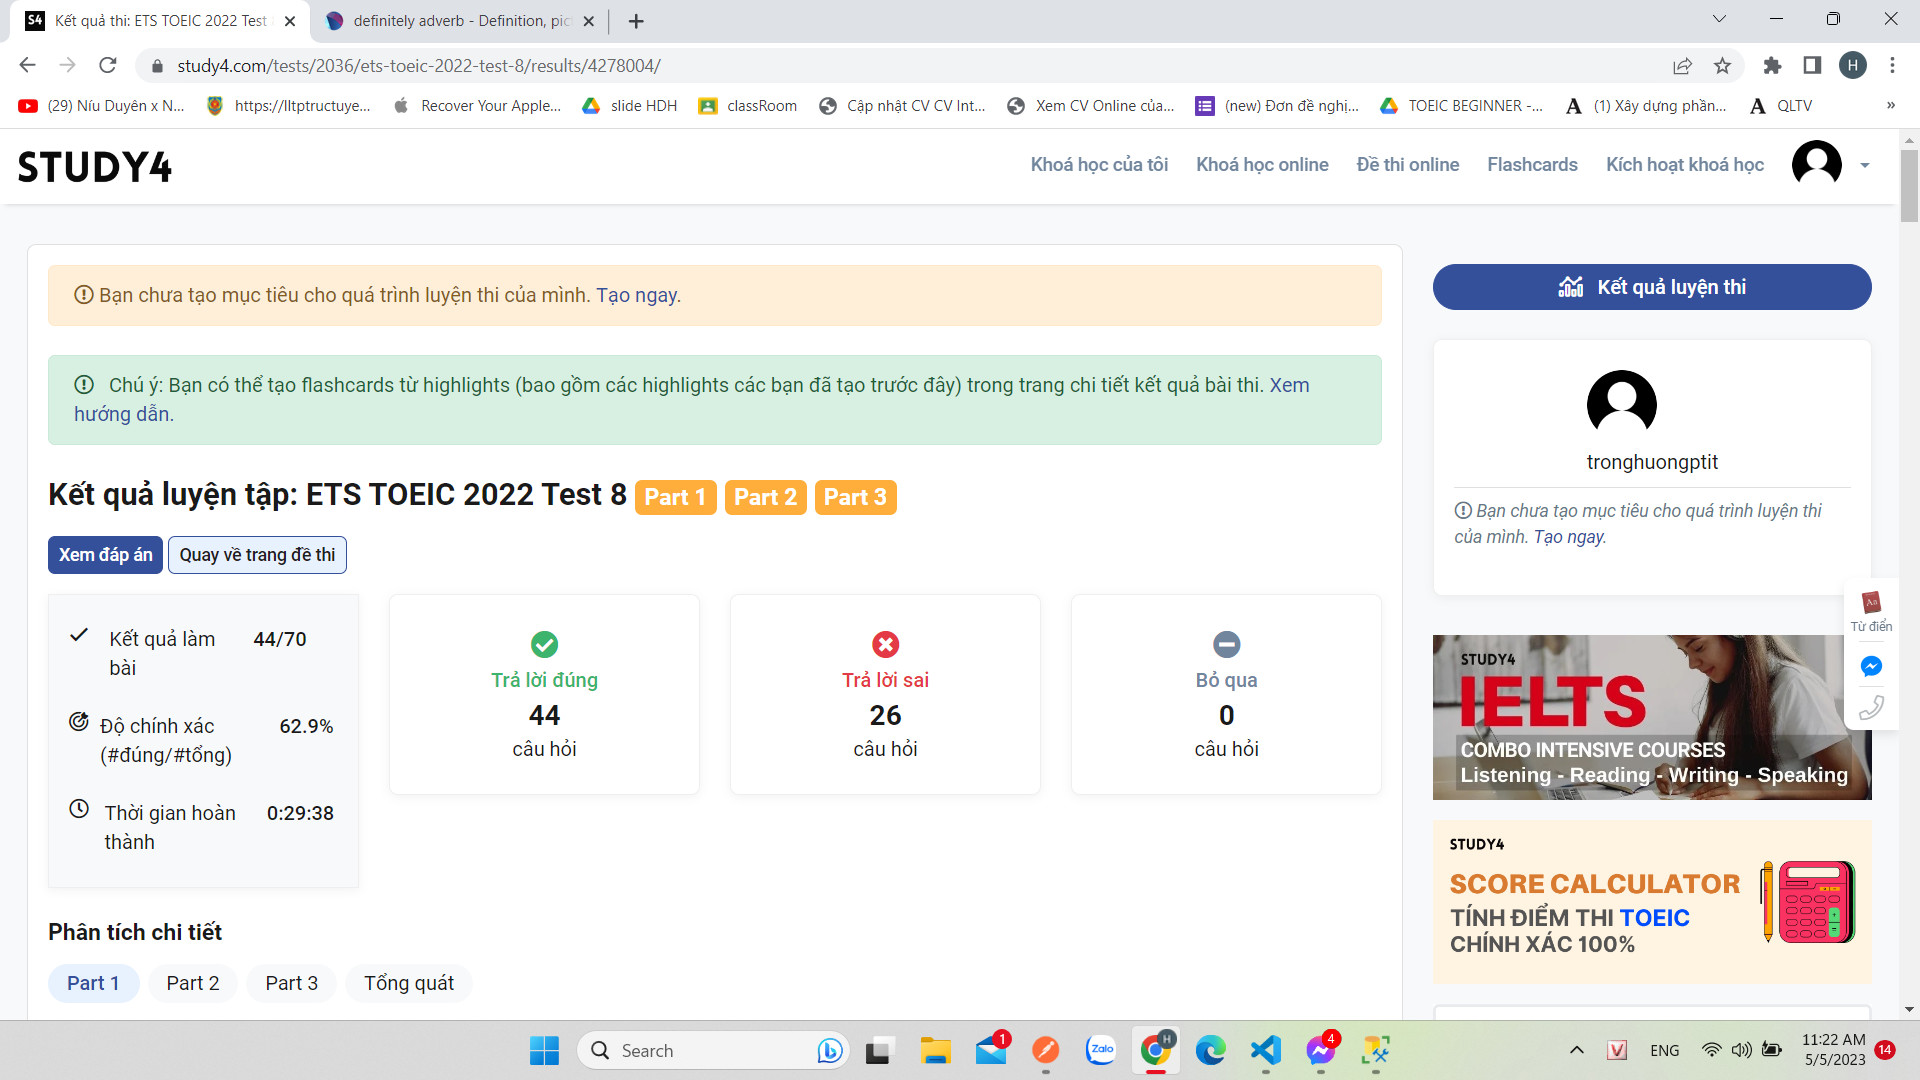 Kết quả thi: ETS TOEIC 2022 Test
definitely adverb - Definition, pic
study4.com/tests/2036/ets-toeic-2022-test-8/results/4278004/
H
(29) Níu Duyên x N...
https://lltptructuye...
Recover Your Apple...
slide HDH
classRoom
Cập nhật CV CV Int...
Xem CV Online của...
(new) Đơn đề nghị...
TOEIC BEGINNER -...
(1) Xây dựng phần...
QLTV
»
STUDY4
Khoá học của tôi
Khoá học online
Đề thi online
Flashcards
Kích hoạt khoá học
Bạn chưa tạo mục tiêu cho quá trình luyện thi của mình. Tạo ngay.
Chú ý: Bạn có thể tạo flashcards từ highlights (bao gồm các highlights các bạn đã tạo trước đây) trong trang chi tiết kết quả bài thi. Xem
hướng dẫn.
Kết quả luyện tập: ETS TOEIC 2022 Test 8 Part 1 Part 2 Part 3
Xem đáp án
Quay về trang đề thi
Kết quả làm 44/70
bài
Độ chính xác 62.9%
(#đúng/#tổng)
Thời gian hoàn 0:29:38
thành
Trả lời đúng
44
câu hỏi
Trả lời sai
26
câu hỏi
Bỏ qua
0
câu hỏi
Phân tích chi tiết
Part 1
Part 2
Part 3
Tổng quát
Kết quả luyện thi
tronghuongptit
Bạn chưa tạo mục tiêu cho quá trình luyện thi
của mình. Tạo ngay.
Từ điển
STUDY4
IELTS
COMBO INTENSIVE COURSES
Listening - Reading - Writing - Speaking
STUDY4
SCORE CALCULATOR
TÍNH ĐIỂM THI TOEIC
CHÍNH XÁC 100%
Search
1
Zalo
H
4
V
ENG
11:22 AM
5/5/2023
14